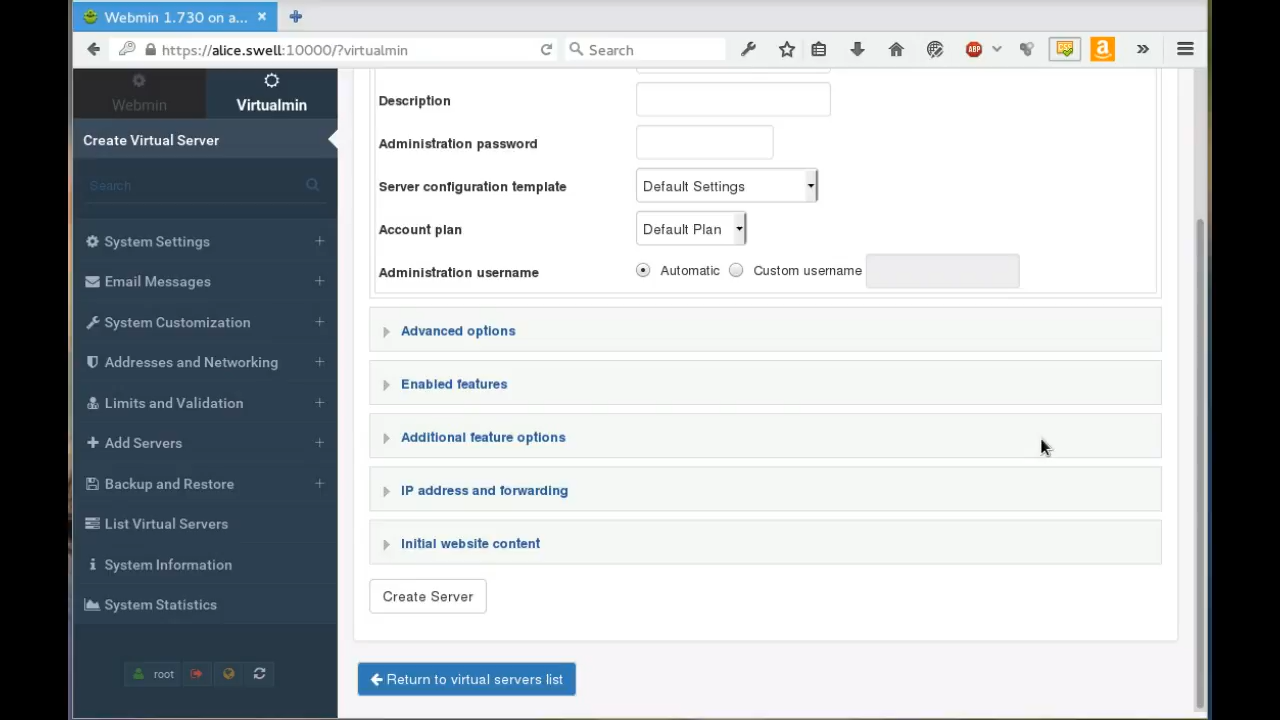 Webmin 1.730 on a...
https://alice.swell:10000/?virtualmin
Search
ABP
Webmin
Virtualmin
Create Virtual Server
Search
System Settings
Email Messages
System Customization
Addresses and Networking
Limits and Validation
Add Servers
Backup and Restore
List Virtual Servers
System Information
System Statistics
root
Description
Administration password
Server configuration template
Default Settings
Account plan
Default Plan
Administration username
Automatic
Custom username
Advanced options
Enabled features
Additional feature options
IP address and forwarding
Initial website content
Create Server
Return to virtual servers list